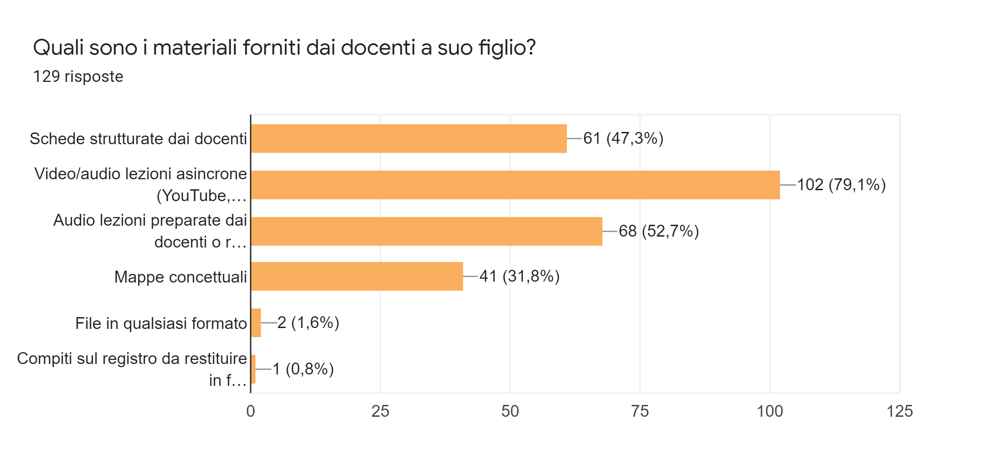 Quali sono i materiali forniti dai docenti a suo figlio?
129 risposte
Schede strutturate dai docenti
61 (47,3%)
Video/audio lezioni asincrone
(YouTube,…
102 (79,1%)
Audio lezioni preparate dai
docenti o r…
68 (52,7%)
Mappe concettuali
41 (31,8%)
File in qualsiasi formato
2 (1,6%)
Compiti sul registro da restituire
in f…
1 (0,8%)
0 25 50 75 100 125